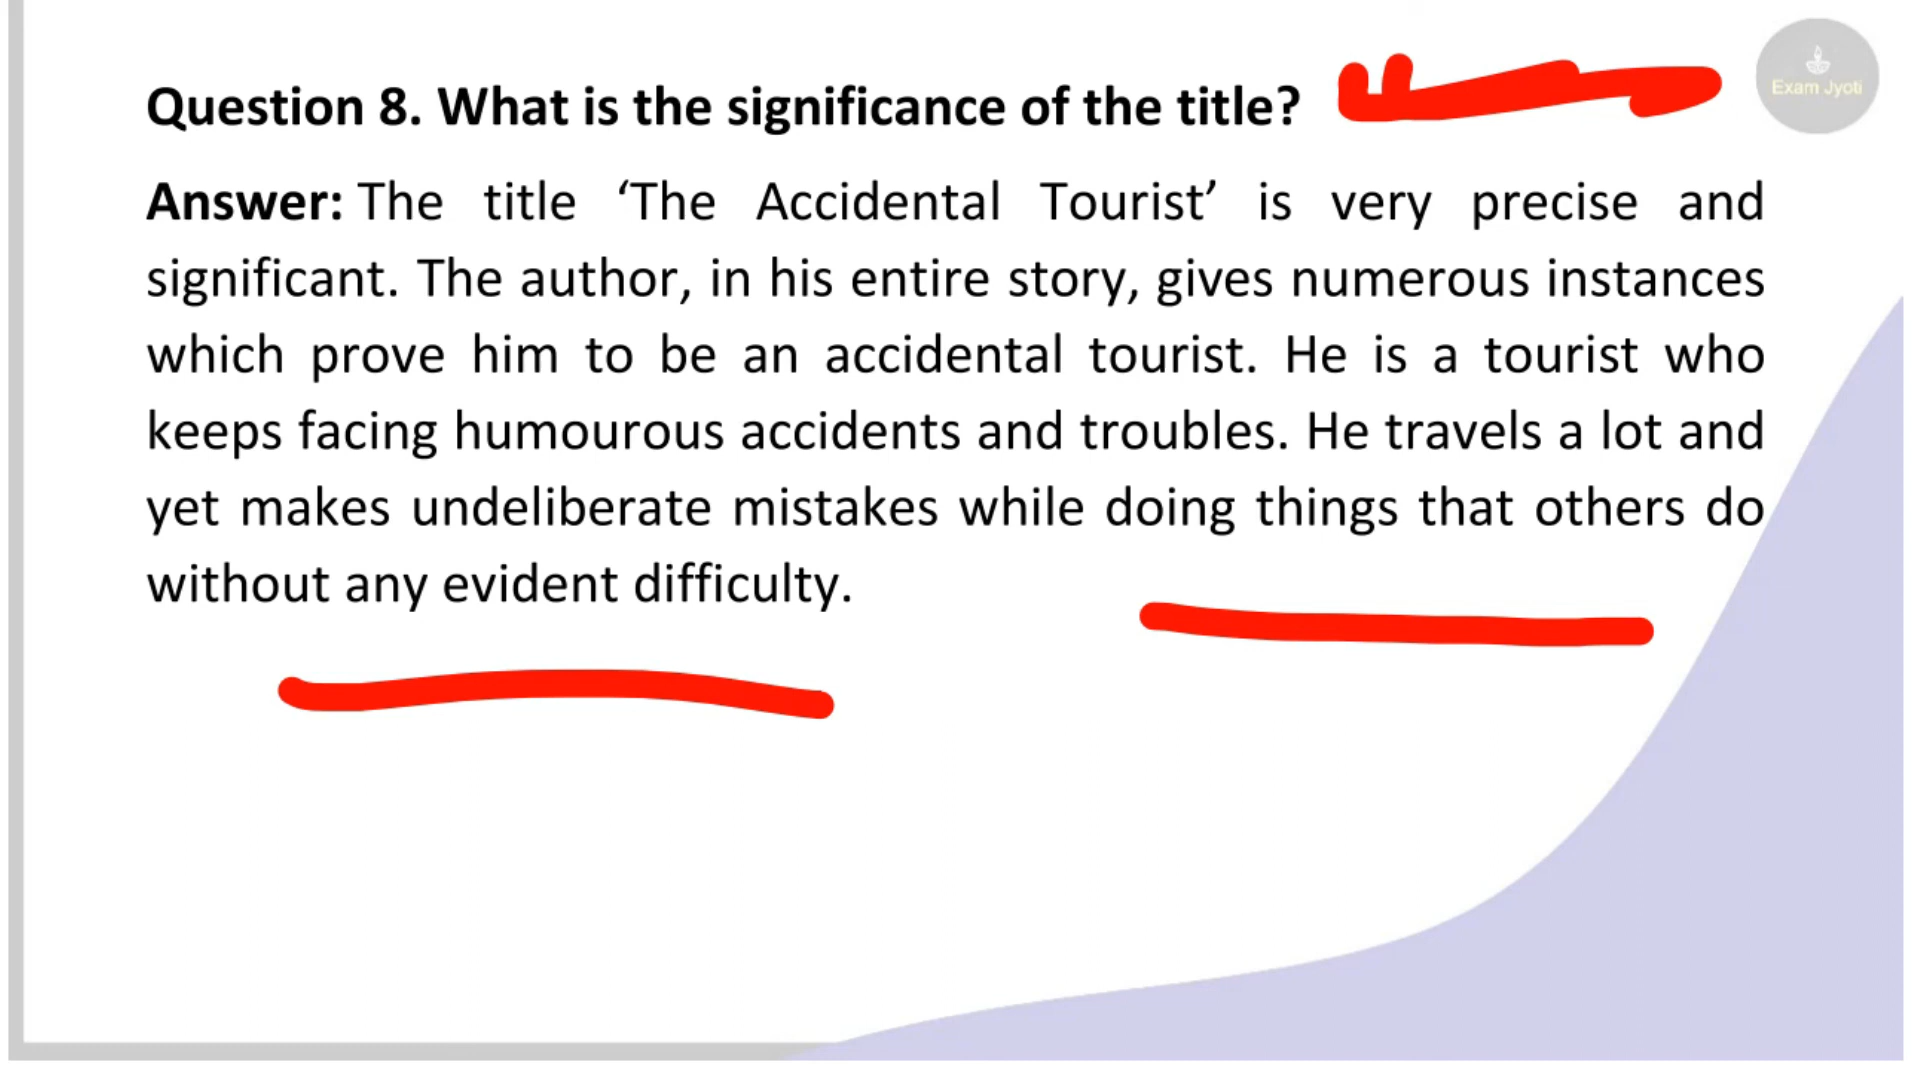 Question 8. What is the significance of the title?
Exam Jyoti
Answer: The title ‘The Accidental Tourist’ is very precise and
significant. The author, in his entire story, gives numerous instances
which prove him to be an accidental tourist. He is a tourist who
keeps facing humourous accidents and troubles. He travels a lot and
yet makes undeliberate mistakes while doing things that others do
without any evident difficulty.